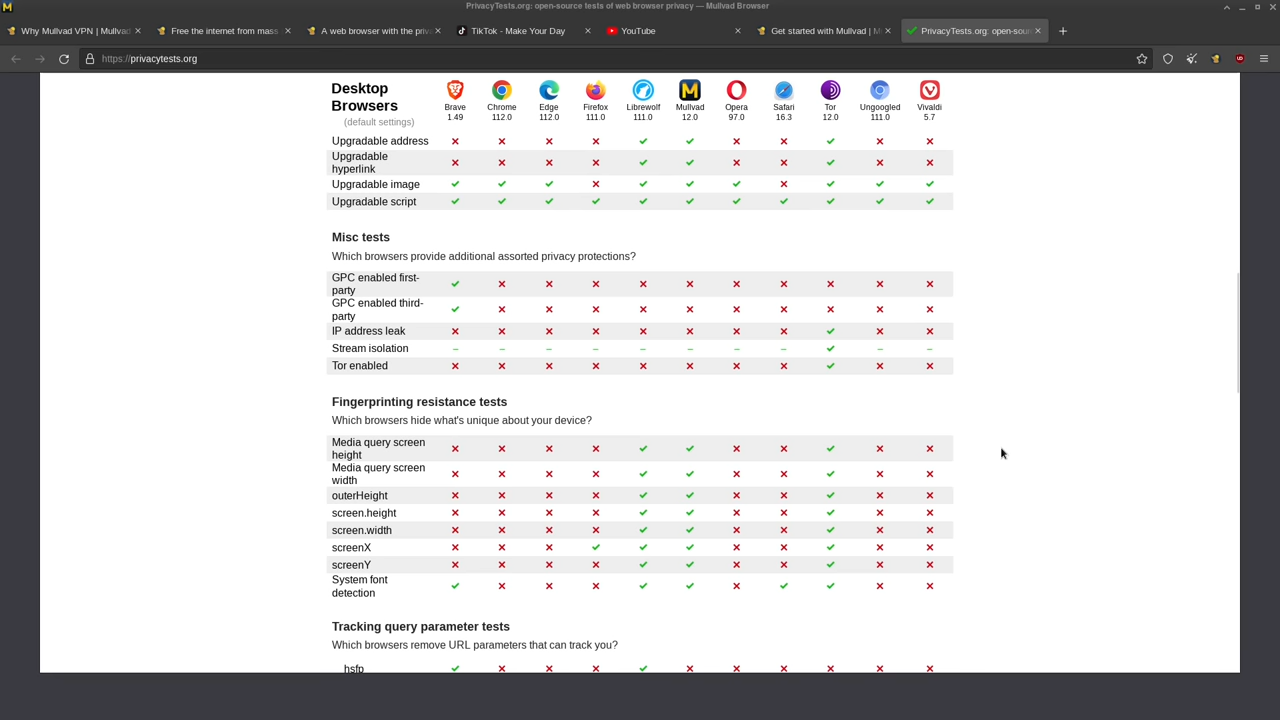 PrivacyTests.org: open-source tests of web browser privacy — Mullvad Browser
Why Mullvad VPN | Mullvad
Free the internet from mass
A web browser with the priva
TikTok - Make Your Day
YouTube
Get started with Mullvad | M
PrivacyTests.org: open-sour
https://privacytests.org
Desktop
Browsers
(default settings)
Brave
1.49
Chrome
112.0
Edge
112.0
Firefox
111.0
Librewolf
111.0
Mullvad
12.0
Opera
97.0
Safari
16.3
Tor
12.0
Ungoogled
111.0
Vivaldi
5.7
Upgradable address
Upgradable
hyperlink
Upgradable image
Upgradable script
Misc tests
Which browsers provide additional assorted privacy protections?
GPC enabled first-
party
GPC enabled third-
party
IP address leak
Stream isolation
Tor enabled
Fingerprinting resistance tests
Which browsers hide what's unique about your device?
Media query screen
height
Media query screen
width
outerHeight
screen.height
screen.width
screenX
screenY
System font
detection
Tracking query parameter tests
Which browsers remove URL parameters that can track you?
hsfp